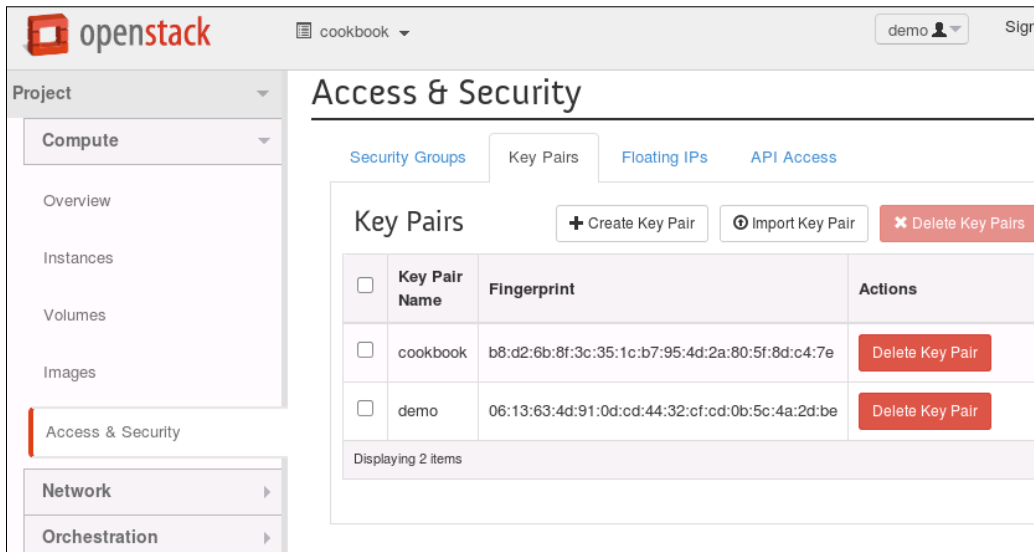 openstack
cookbook
demo
Sign
Project
Compute
Overview
Instances
Volumes
Images
Access & Security
Network
Orchestration
Access & Security
Security Groups Key Pairs Floating IPs API Access
Key Pairs
Create Key Pair Import Key Pair Delete Key Pairs
Key Pair Name Fingerprint Actions
cookbook b8:d2:6b:8f:3c:35:1c:b7:95:4d:2a:80:5f:8d:c4:7e Delete Key Pair
demo 06:13:63:4d:91:0d:cd:44:32:cf:cd:0b:5c:4a:2d:be Delete Key Pair
Displaying 2 items